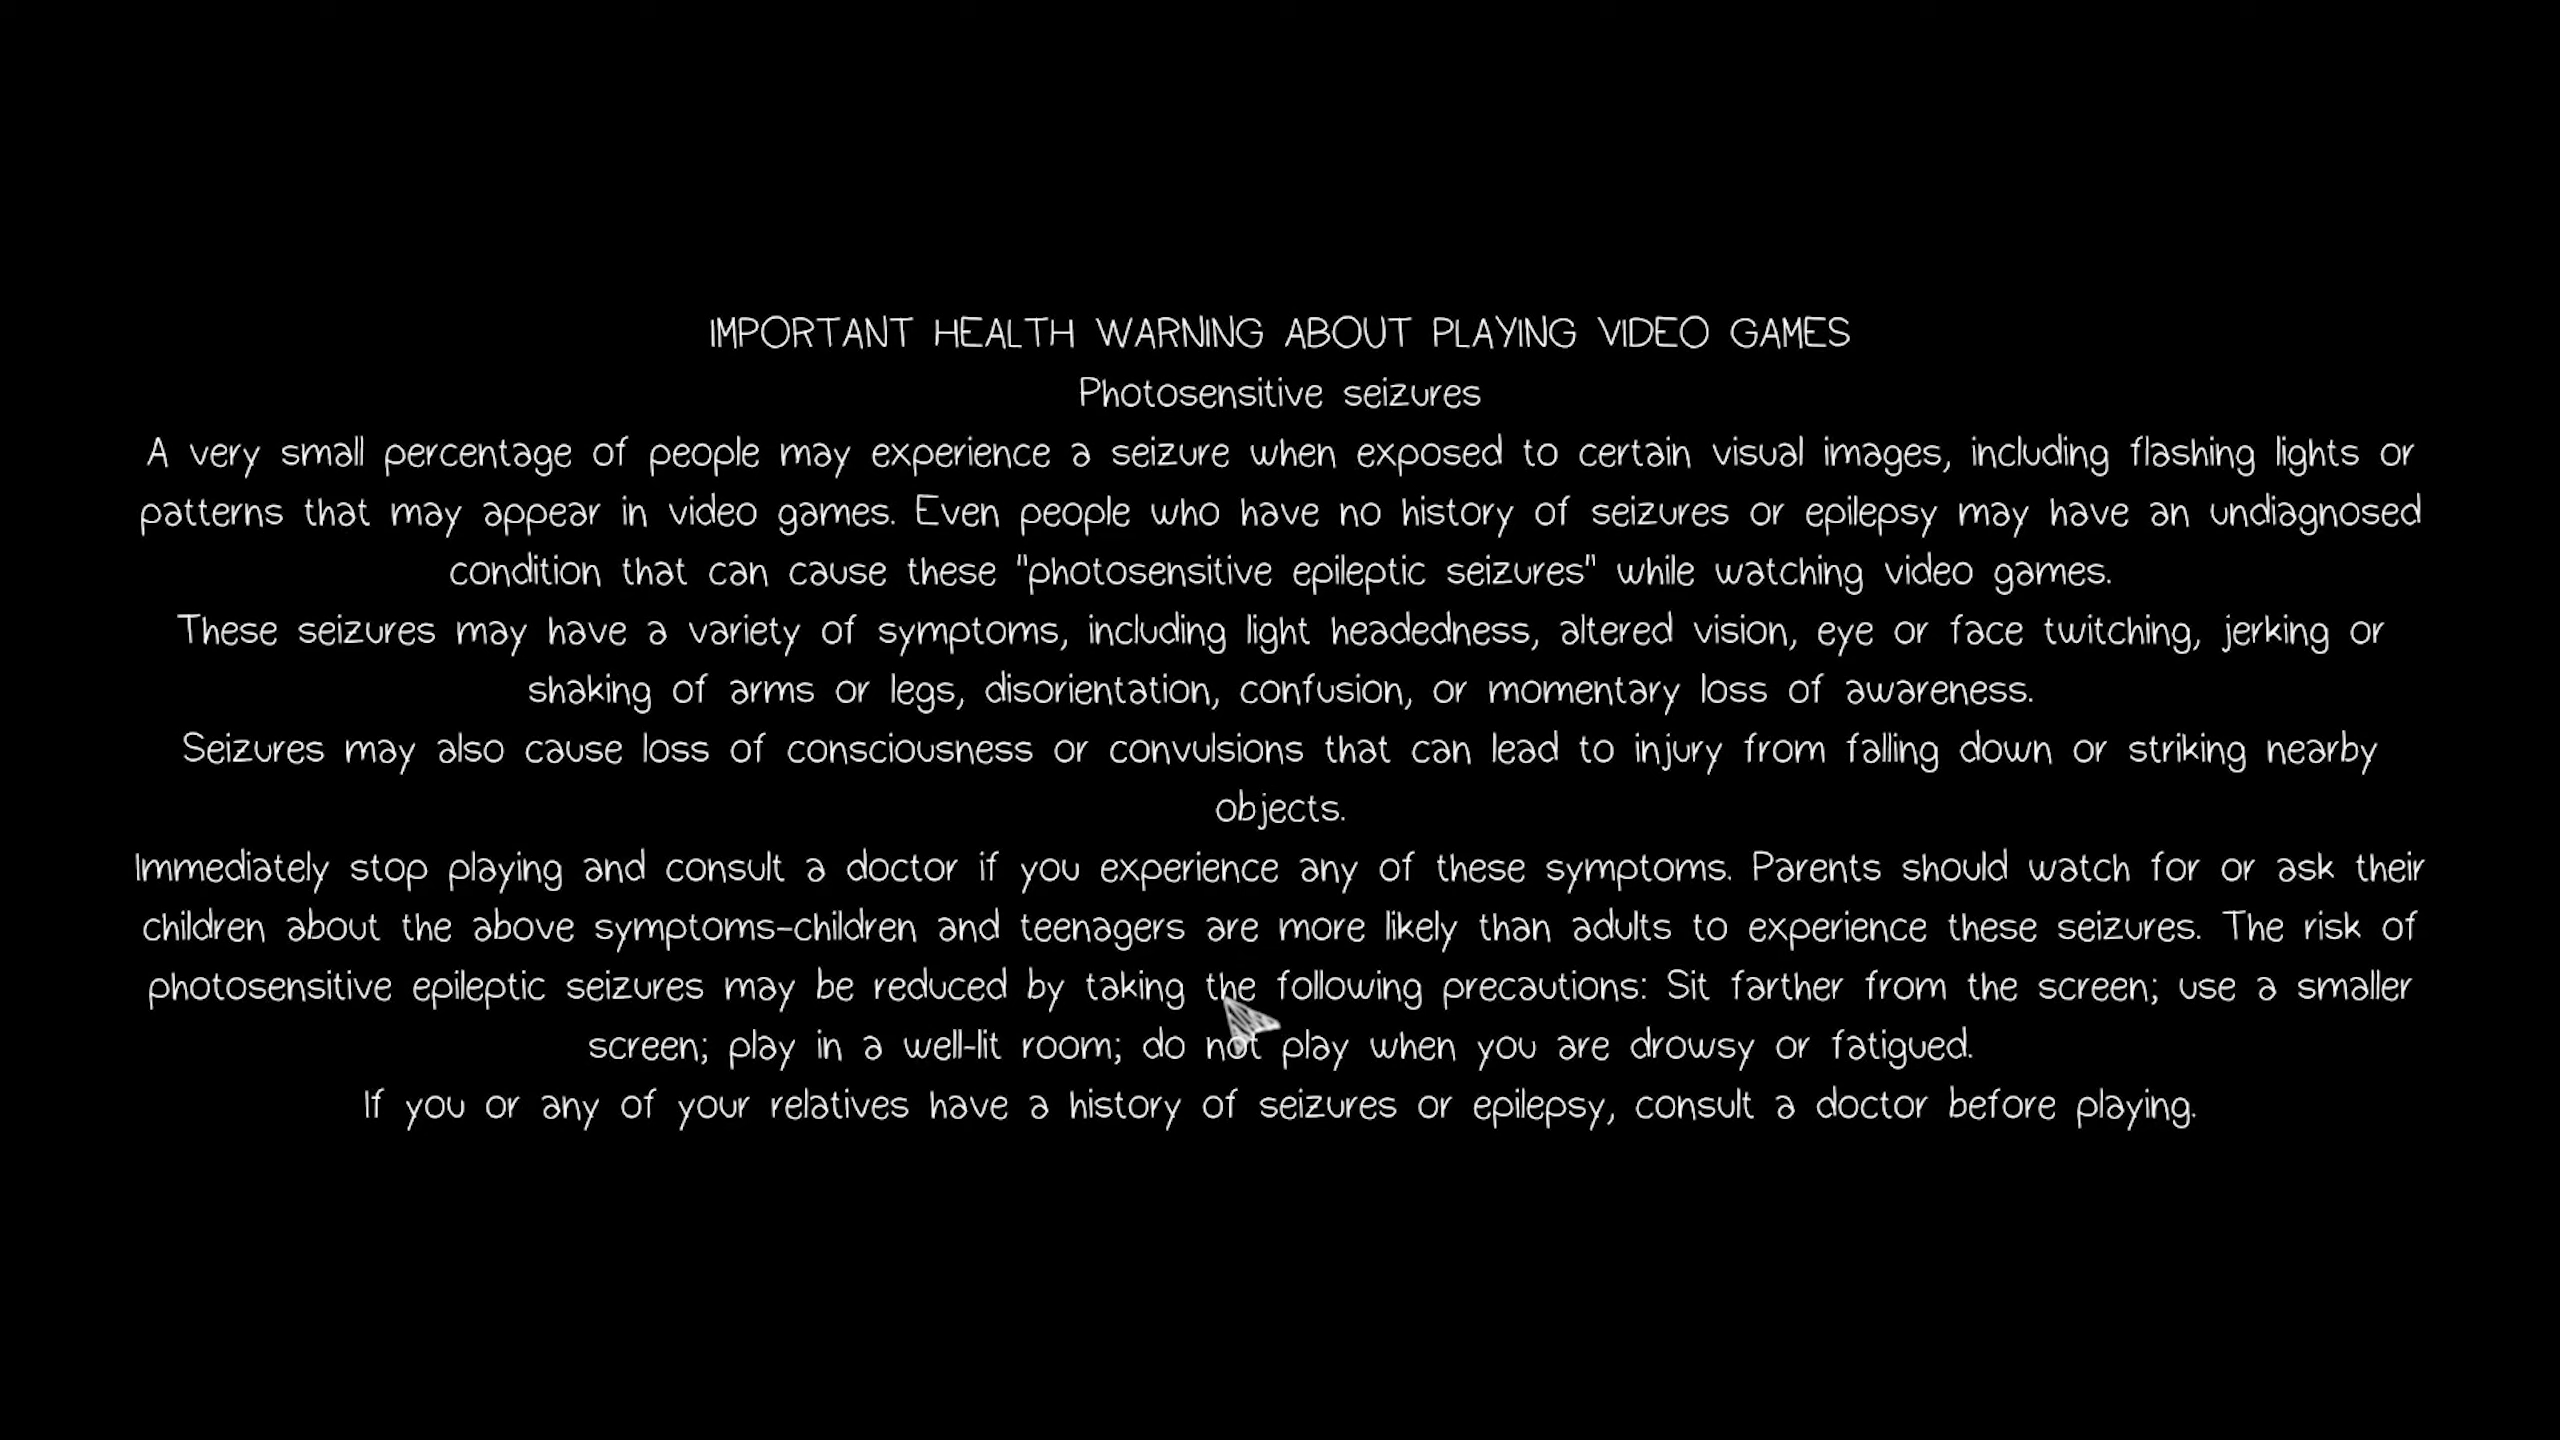 IMPORTANT HEALTH WARNING ABOUT PLAYING VIDEO GAMES
Photosensitive seizures
A very small percentage of people may experience a seizure when exposed to certain visual images, including flashing lights or
patterns that may appear in video games. Even people who have no history of seizures or epilepsy may have an undiagnosed
condition that can cause these "photosensitive epileptic seizures" while watching video games.
These seizures may have a variety of symptoms, including light headedness, altered vision, eye or face twitching, jerking or
shaking of arms or legs, disorientation, confusion, or momentary loss of awareness.
Seizures may also cause loss of consciousness or convulsions that can lead to injury from falling down or striking nearby
objects.
Immediately stop playing and consult a doctor if you experience any of these symptoms. Parents should watch for or ask their
children about the above symptoms-children and teenagers are more likely than adults to experience these seizures. The risk of
photosensitive epileptic seizures may be reduced by taking the following precautions: Sit farther from the screen; use a smaller
screen; play in a well-lit room; do not play when you are drowsy or fatigued.
If you or any of your relatives have a history of seizures or epilepsy, consult a doctor before playing.